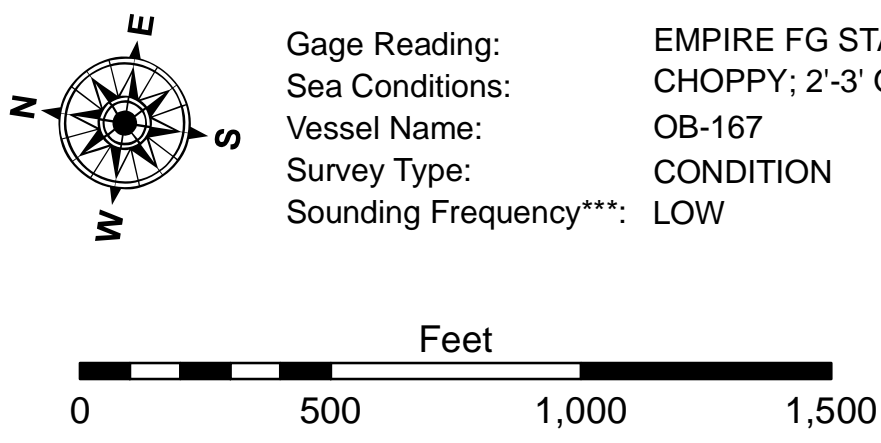 E
N
S
W
Gage Reading: EMPIRE FG
Sea Conditions: CHOPPY; 2'-3'
Vessel Name: OB-167
Survey Type: CONDITION
Sounding Frequency***: LOW
Feet
0 500 1,000 1,500